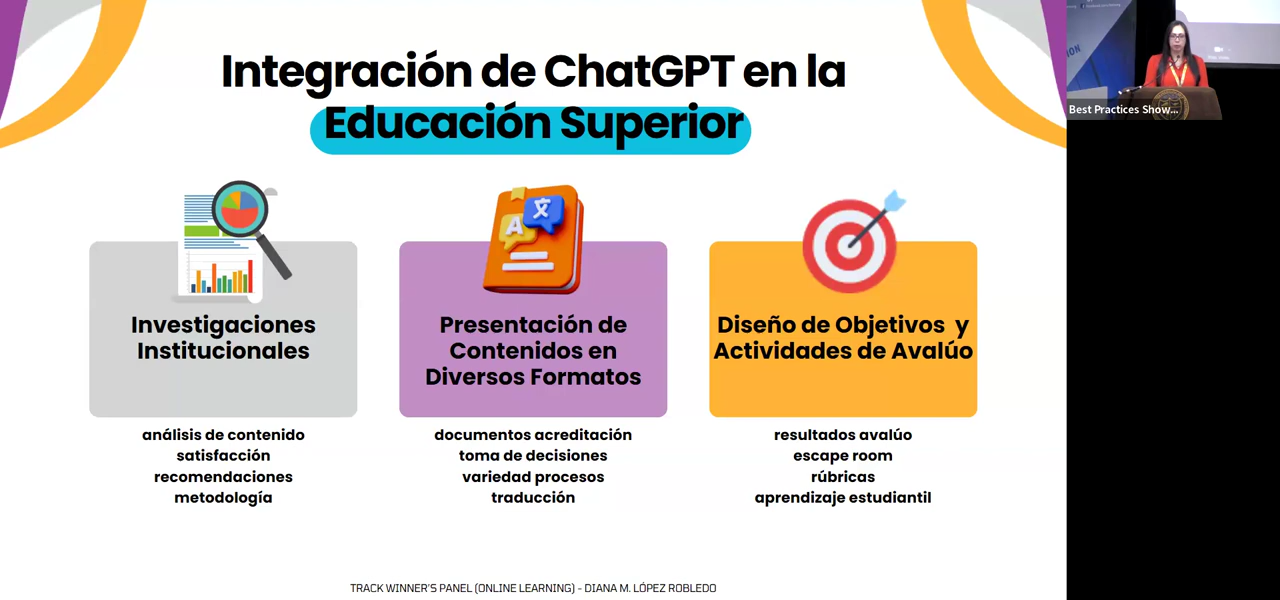 Integración de ChatGPT en la
Educación Superior
Investigaciones
Institucionales
análisis de contenido
satisfacción
recomendaciones
metodología
A 文
Presentación de
Contenidos en
Diversos Formatos
documentos acreditación
toma de decisiones
variedad procesos
traducción
Diseño de Objetivos y
Actividades de Avalúo
resultados avalúo
escape room
rúbricas
aprendizaje estudiantil
TRACK WINNER'S PANEL (ONLINE LEARNING) - DIANA M. LÓPEZ ROBLEDO
Best Practices Show...